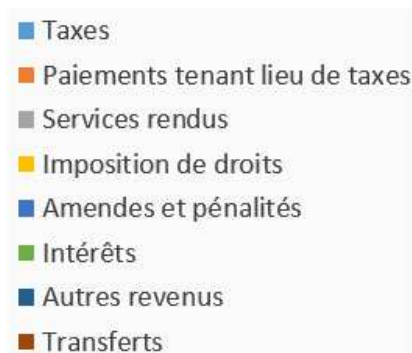 Taxes
Paiements tenant lieu de taxes
Services rendus
Imposition de droits
Amendes et pénalités
Intérêts
Autres revenus
Transferts